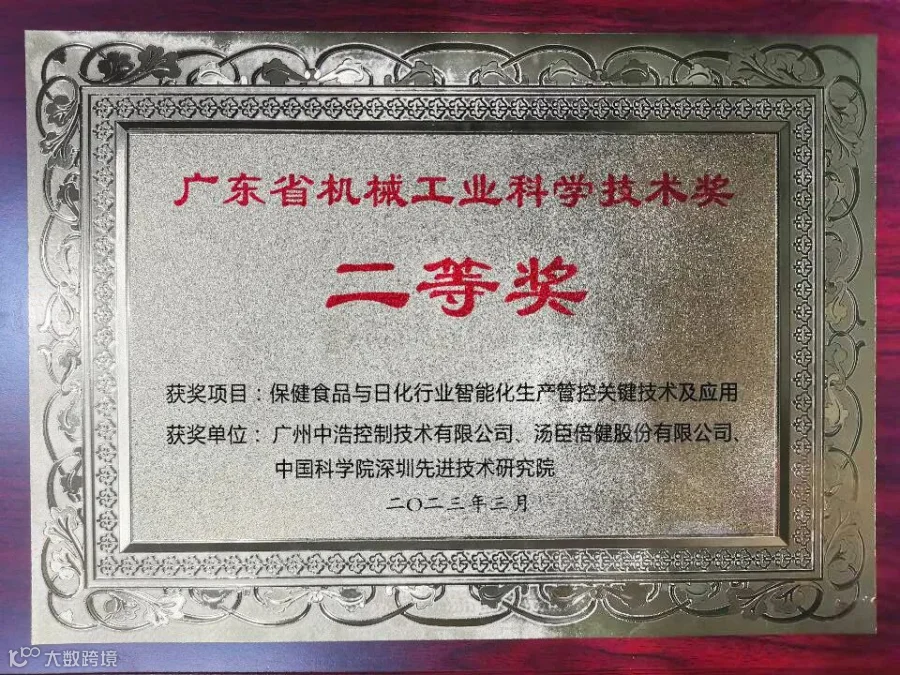 广东省机械工业科学技术奖
二等奖
获奖项目：保健食品与日化行业智能化生产管控关键技术及应用
获奖单位：广州中浩控制技术有限公司、汤臣倍健股份有限公司、
中国科学院深圳先进技术研究院
二〇二三年三月
大数跨境